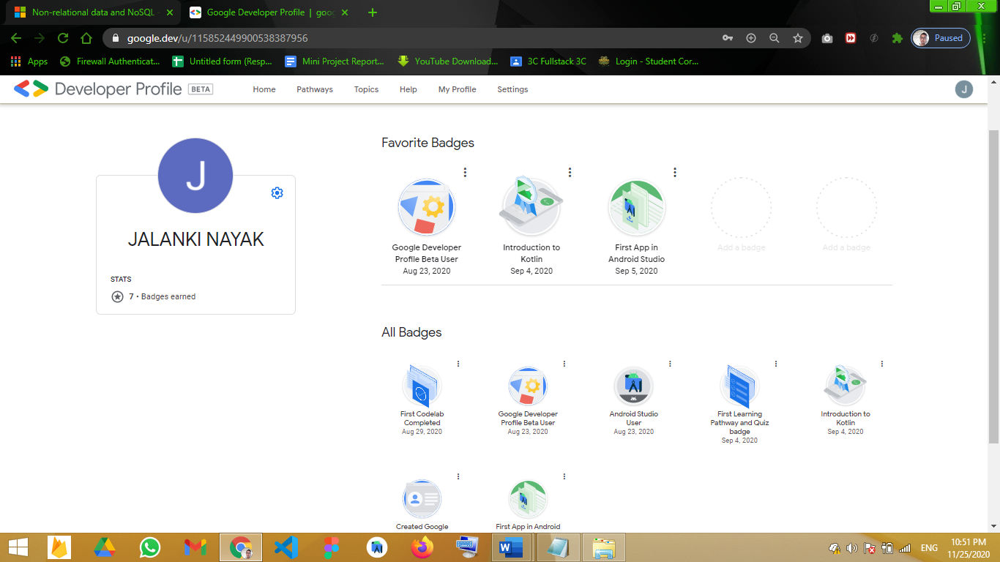 Non-relational data and NoSQL -
Google Developer Profile | goog
google.dev/u/115852449900538387956
Paused
Apps
Firewall Authenticat...
Untitled form (Resp...
Mini Project Report...
YouTube Download...
3C Fullstack 3C
Login - Student Cor...
Developer Profile BETA
Home
Pathways
Topics
Help
My Profile
Settings
J
J
JALANKI NAYAK
STATS
7 • Badges earned
Favorite Badges
Google Developer
Profile Beta User
Aug 23, 2020
Introduction to
Kotlin
Sep 4, 2020
First App in
Android Studio
Sep 5, 2020
Add a badge
Add a badge
All Badges
First Codelab
Completed
Aug 29, 2020
Google Developer
Profile Beta User
Aug 23, 2020
Android Studio
User
Aug 23, 2020
First Learning
Pathway and Quiz
badge
Sep 4, 2020
Introduction to
Kotlin
Sep 4, 2020
Created Google
First App in Android
ENG
10:51 PM
11/25/2020